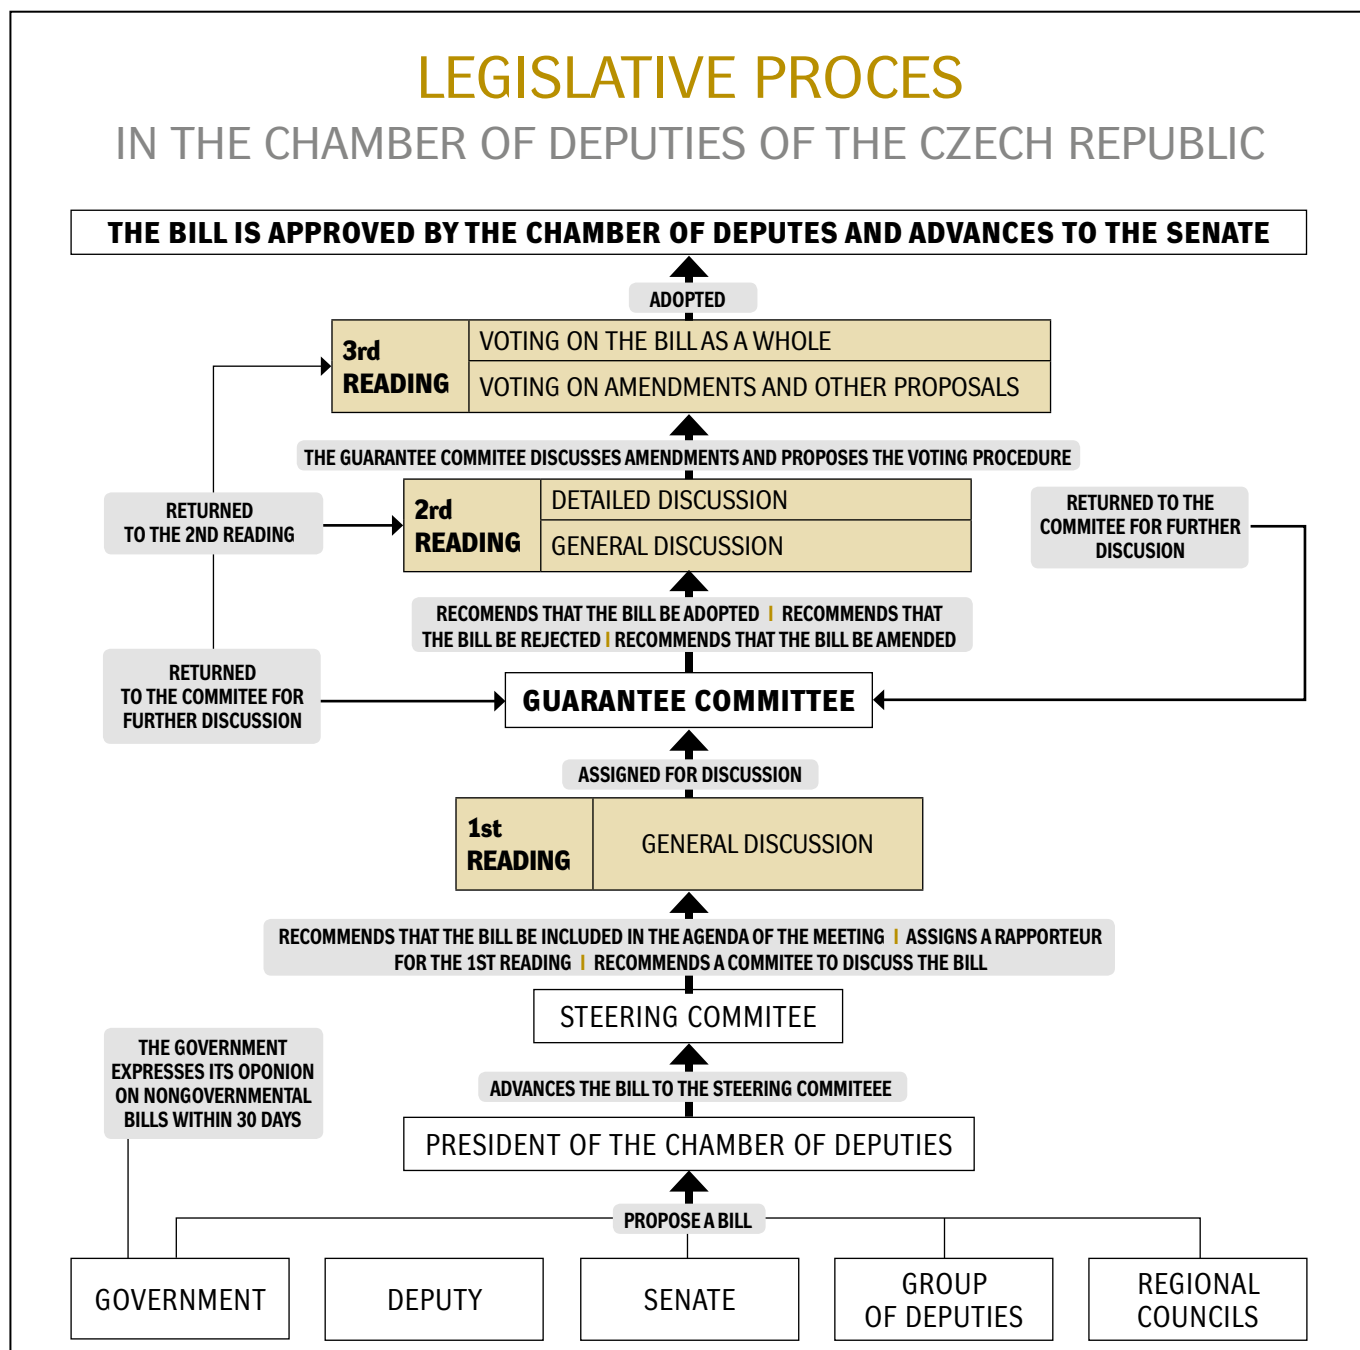 LEGISLATIVE PROCES
IN THE CHAMBER OF DEPUTIES OF THE CZECH REPUBLIC
THE BILL IS APPROVED BY THE CHAMBER OF DEPUTES AND ADVANCES TO THE SENATE
ADOPTED
3rd
READING
VOTING ON THE BILL AS A WHOLE
VOTING ON AMENDMENTS AND OTHER PROPOSALS
THE GUARANTEE COMMITEE DISCUSSES AMENDMENTS AND PROPOSES THE VOTING PROCEDURE
RETURNED
TO THE 2ND READING
2rd
READING
DETAILED DISCUSSION
GENERAL DISCUSSION
RETURNED TO THE
COMMITEE FOR FURTHER
DISCUSION
RECOMENDS THAT THE BILL BE ADOPTED | RECOMMENDS THAT
THE BILL BE REJECTED | RECOMMENDS THAT THE BILL BE AMENDED
RETURNED
TO THE COMMITEE FOR
FURTHER DISCUSSION
GUARANTEE COMMITTEE
ASSIGNED FOR DISCUSSION
1st
READING
GENERAL DISCUSSION
RECOMMENDS THAT THE BILL BE INCLUDED IN THE AGENDA OF THE MEETING | ASSIGNS A RAPPORTEUR
FOR THE 1ST READING | RECOMMENDS A COMMITEE TO DISCUSS THE BILL
STEERING COMMITEE
THE GOVERNMENT
EXPRESSES ITS OPONION
ON NONGOVERNMENTAL
BILLS WITHIN 30 DAYS
ADVANCES THE BILL TO THE STEERING COMMITEEE
PRESIDENT OF THE CHAMBER OF DEPUTIES
PROPOSE A BILL
GOVERNMENT
DEPUTY
SENATE
GROUP
OF DEPUTIES
REGIONAL
COUNCILS